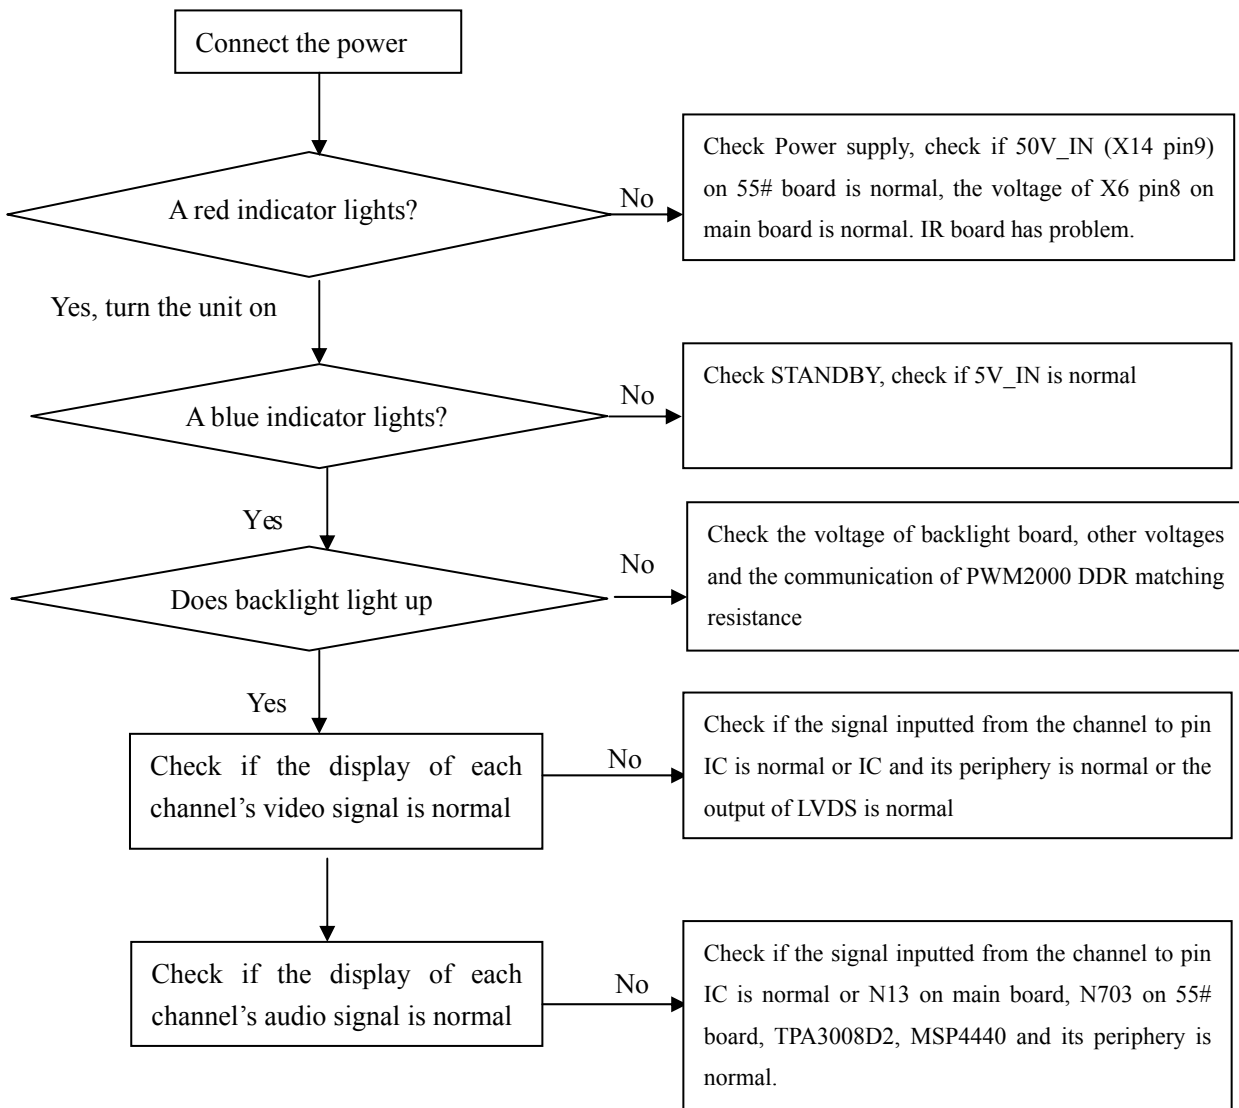 Connect the power
A red indicator lights?
No
Check Power supply, check if 50V_IN (X14 pin9)
on 55# board is normal, the voltage of X6 pin8 on
main board is normal. IR board has problem.
Yes, turn the unit on
A blue indicator lights?
No
Check STANDBY, check if 5V_IN is normal
Yes
Does backlight light up
No
Check the voltage of backlight board, other voltages
and the communication of PWM2000 DDR matching
resistance
Yes
Check if the display of each
channel’s video signal is normal
No
Check if the signal inputted from the channel to pin
IC is normal or IC and its periphery is normal or the
output of LVDS is normal
Check if the display of each
channel’s audio signal is normal
No
Check if the signal inputted from the channel to pin
IC is normal or N13 on main board, N703 on 55#
board, TPA3008D2, MSP4440 and its periphery is
normal.